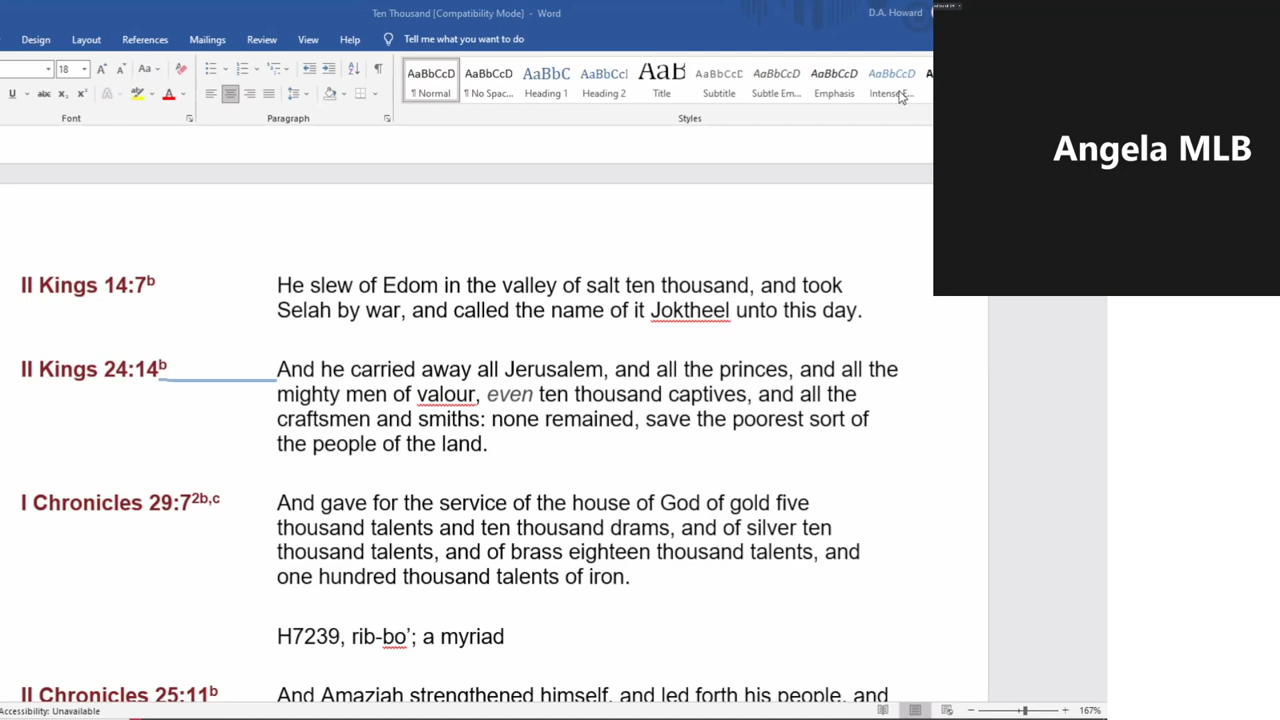 Ten Thousand [Compatibility Mode] - Word
D.A. Howard
Design Layout References Mailings Review View Help Tell me what you want to do
18
AaBbCcD AaBbCcD AaBbC AaBbCcl AaB AaBbCcD AaBbCcD AaBbCcD AaBbCcD
¶ Normal ¶ No Spac... Heading 1 Heading 2 Title Subtitle Subtle Em... Emphasis Intense E...
Font Paragraph Styles
Angela MLB
II Kings 14:7ᵇ He slew of Edom in the valley of salt ten thousand, and took
Selah by war, and called the name of it Joktheel unto this day.
II Kings 24:14ᵇ And he carried away all Jerusalem, and all the princes, and all the
mighty men of valour, even ten thousand captives, and all the
craftsmen and smiths: none remained, save the poorest sort of
the people of the land.
I Chronicles 29:7²ᵇ,ᶜ And gave for the service of the house of God of gold five
thousand talents and ten thousand drams, and of silver ten
thousand talents, and of brass eighteen thousand talents, and
one hundred thousand talents of iron.
H7239, rib-bo’; a myriad
II Chronicles 25:11ᵇ And Amaziah strengthened himself, and led forth his people, and
Accessibility: Unavailable
167%